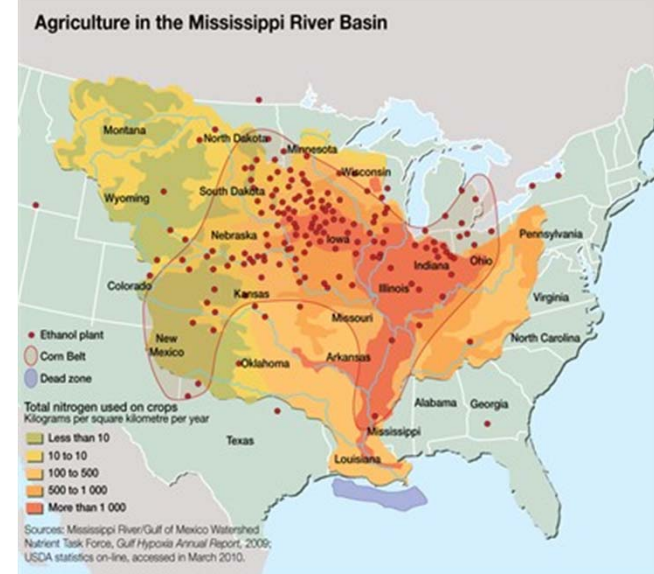 Agriculture in the Mississippi River Basin
Montana
North Dakota
Minnesota
Wisconsin
Wyoming
South Dakota
Nebraska
Iowa
Pennsylvania
Ohio
Indiana
Colorado
Illinois
Kansas
Virginia
Missouri
New
Mexico
North Carolina
Arkansas
Oklahoma
Alabama
Georgia
Mississippi
Texas
Louisiana
Ethanol plant
Corn Belt
Dead zone
Total nitrogen used on crops
Kilograms per square kilometre per year
Less than 10
10 to 10
100 to 500
500 to 1 000
More than 1 000
Sources: Mississippi River/Gulf of Mexico Watershed
Nutrient Task Force, Gulf Hypoxia Annual Report, 2009;
USDA statistics on-line, accessed in March 2010.